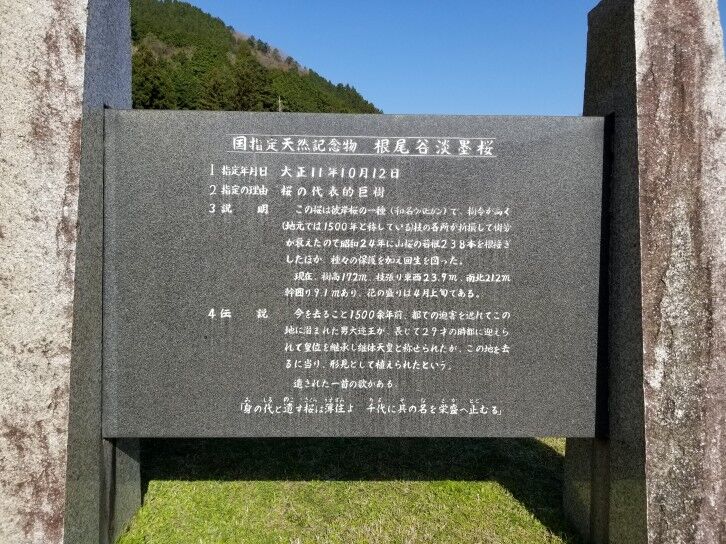 国指定天然記念物 根尾谷淡墨桜
1 指定年月日 大正11年10月12日
2 指定の理由 桜の代表的巨樹
3 説 明 この桜は彼岸桜の一種(和名ウバヒガン)で、樹令が高く
(地元では1500年と称している)枝の各所が折損して樹勢
が衰えたので昭和24年に山桜の若根238本を根接ぎ
したほか、種々の保護を加え回生を図った。
現在、樹高17.2m、枝張り東西23.9m、南北21.2m
幹囲り9.1mあり、花の盛りは4月上旬である。
4 伝 説 今を去ること1500余年前、都での迫害を逃れてこの
地に泊まれた男大迹王が、長じて29才の時都に迎えら
れて皇位を継承し継体天皇と称せられたが、この地を去
るに当り、形見として植えられたという。
遺された一首の歌がある。
「身の代と遺す桜は薄住よ 千代に其の名を栄盛へ止むる」